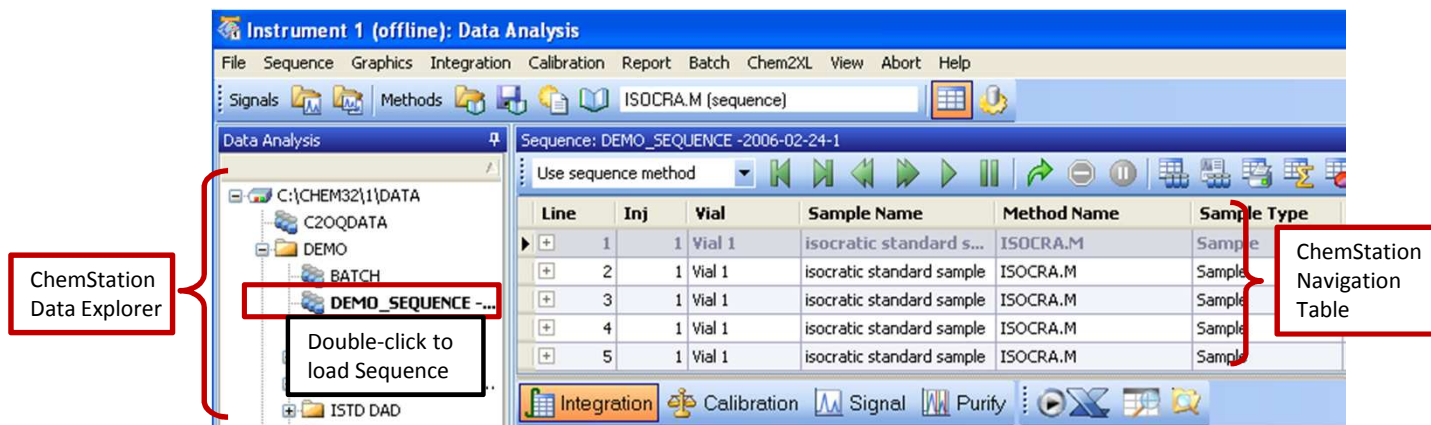 Instrument 1 (offline): Data Analysis
File Sequence Graphics Integration Calibration Report Batch Chem2XL View Abort Help
Signals Methods ISOCRA.M (sequence)
Data Analysis
Sequence: DEMO_SEQUENCE -2006-02-24-1
Use sequence method
C:\CHEM32\1\DATA
C2OQDATA
DEMO
BATCH
DEMO_SEQUENCE -...
ISTD DAD
Line Inj Vial Sample Name Method Name Sample Type
1 1 Vial 1 isocratic standard s... ISOCRA.M Sample
2 1 Vial 1 isocratic standard sample ISOCRA.M Sample
3 1 Vial 1 isocratic standard sample ISOCRA.M Sample
4 1 Vial 1 isocratic standard sample ISOCRA.M Sample
5 1 Vial 1 isocratic standard sample ISOCRA.M Sample
Integration Calibration Signal Purify
ChemStation
Data Explorer
Double-click to
load Sequence
ChemStation
Navigation
Table